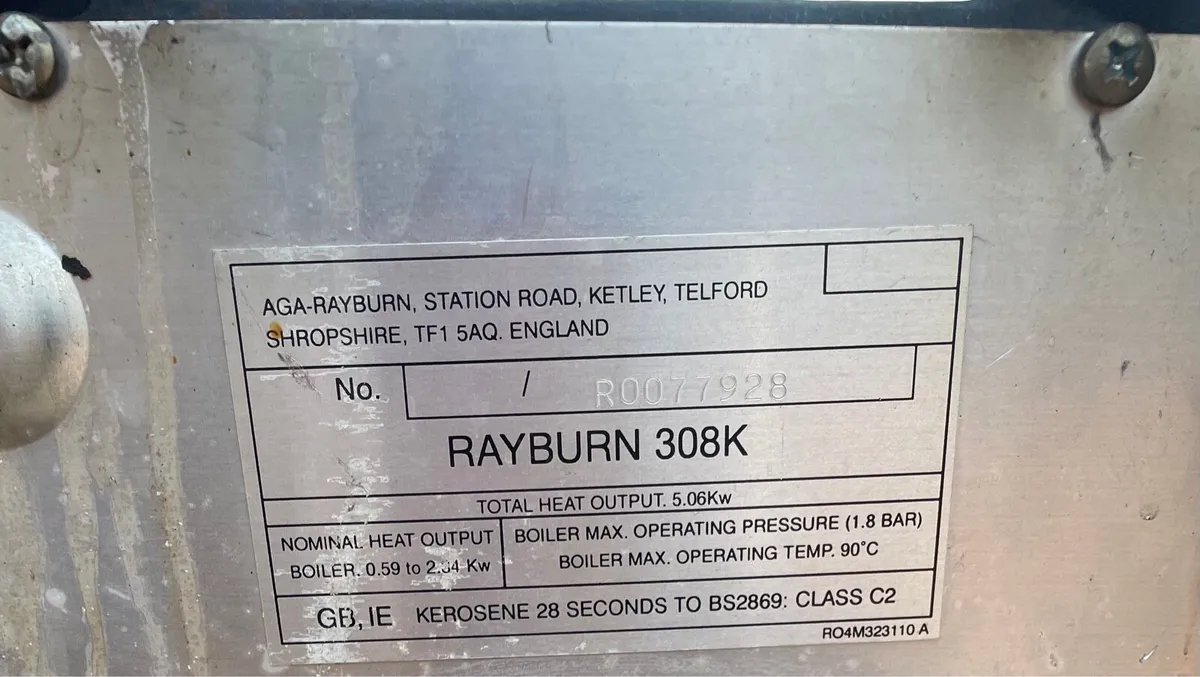 AGA-RAYBURN, STATION ROAD, KETLEY, TELFORD
SHROPSHIRE, TF1 5AQ. ENGLAND
No. / R0077928
RAYBURN 308K
TOTAL HEAT OUTPUT. 5.06Kw
NOMINAL HEAT OUTPUT
BOILER. 0.59 to Kw
BOILER MAX. OPERATING PRESSURE (1.8 BAR)
BOILER MAX. OPERATING TEMP. 90°C
GB, IE KEROSENE 28 SECONDS TO BS2869: CLASS C2
RO4M323110 A